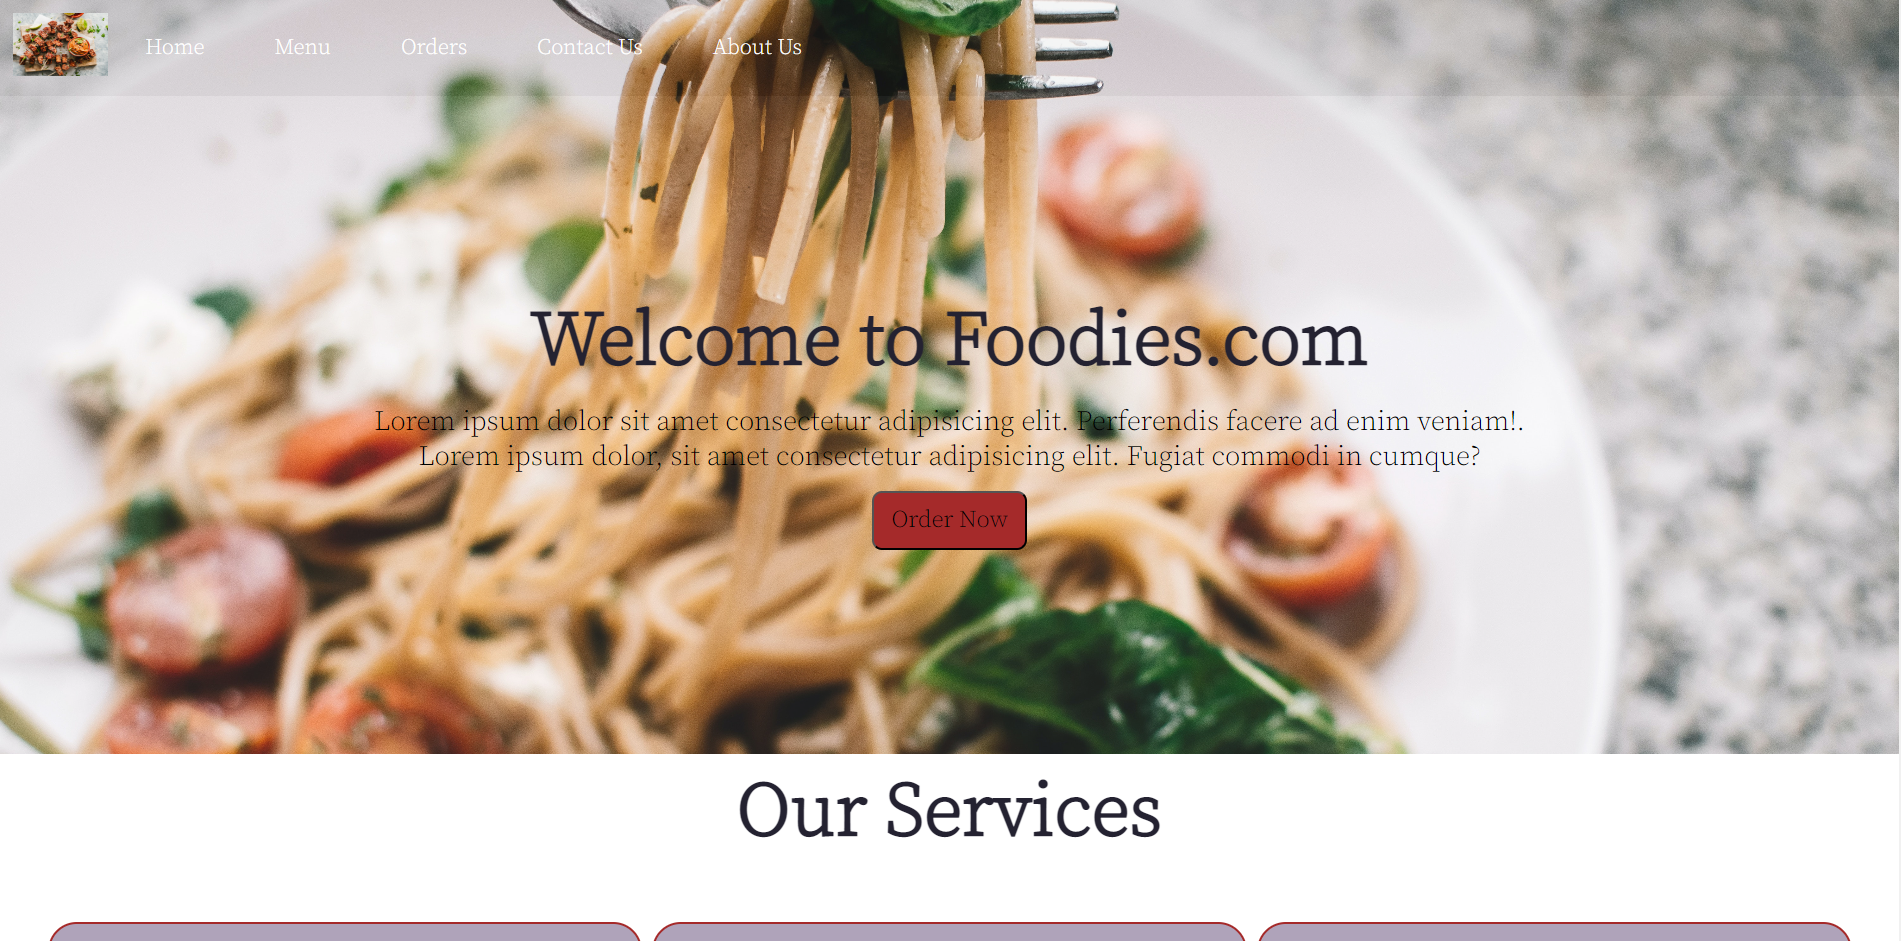 Home
Menu
Orders
Contact Us
About Us
Welcome to Foodies.com
Lorem ipsum dolor sit amet consectetur adipisicing elit. Perferendis facere ad enim veniam!.
Lorem ipsum dolor, sit amet consectetur adipisicing elit. Fugiat commodi in cumque?
Order Now
Our Services